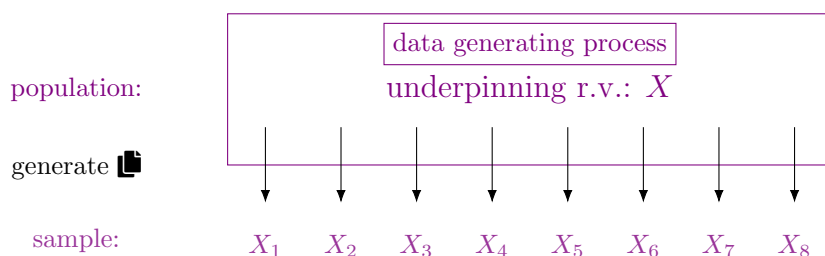 data generating process
population: underpinning r.v.: X
generate
sample: X₁ X₂ X₃ X₄ X₅ X₆ X₇ X₈